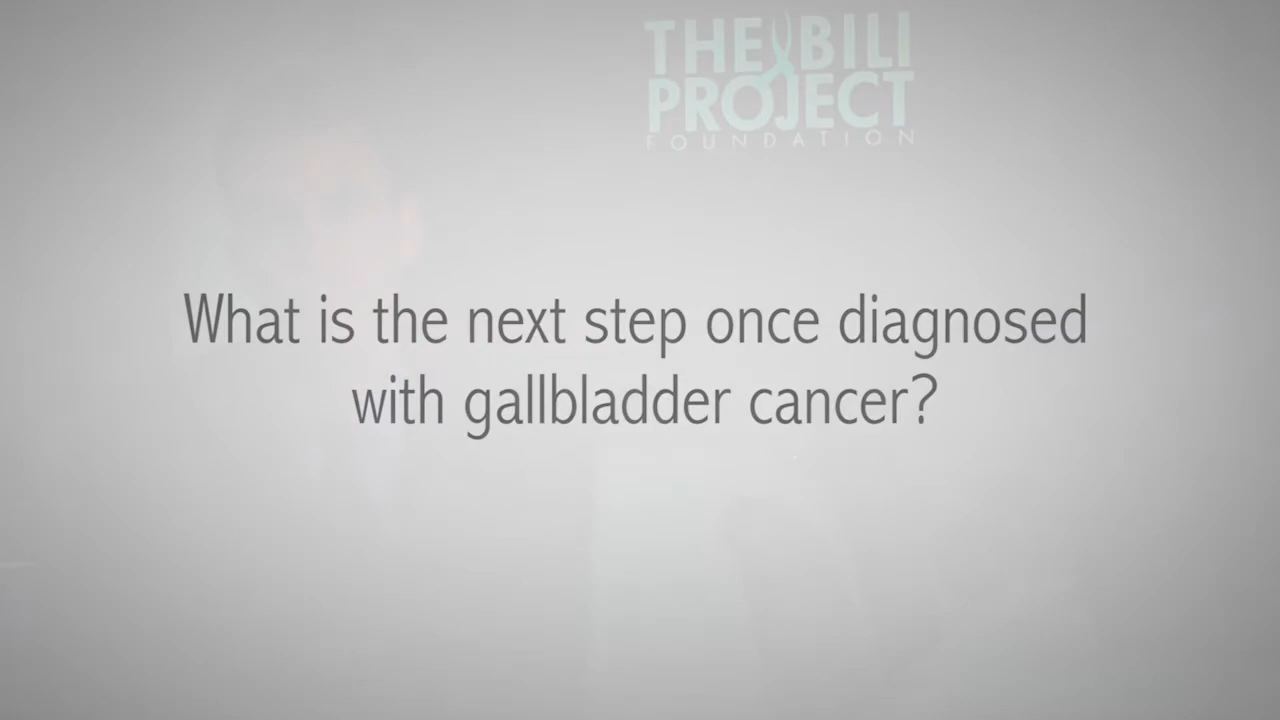 THE BILI
PROJECT
FOUNDATION
What is the next step once diagnosed
with gallbladder cancer?